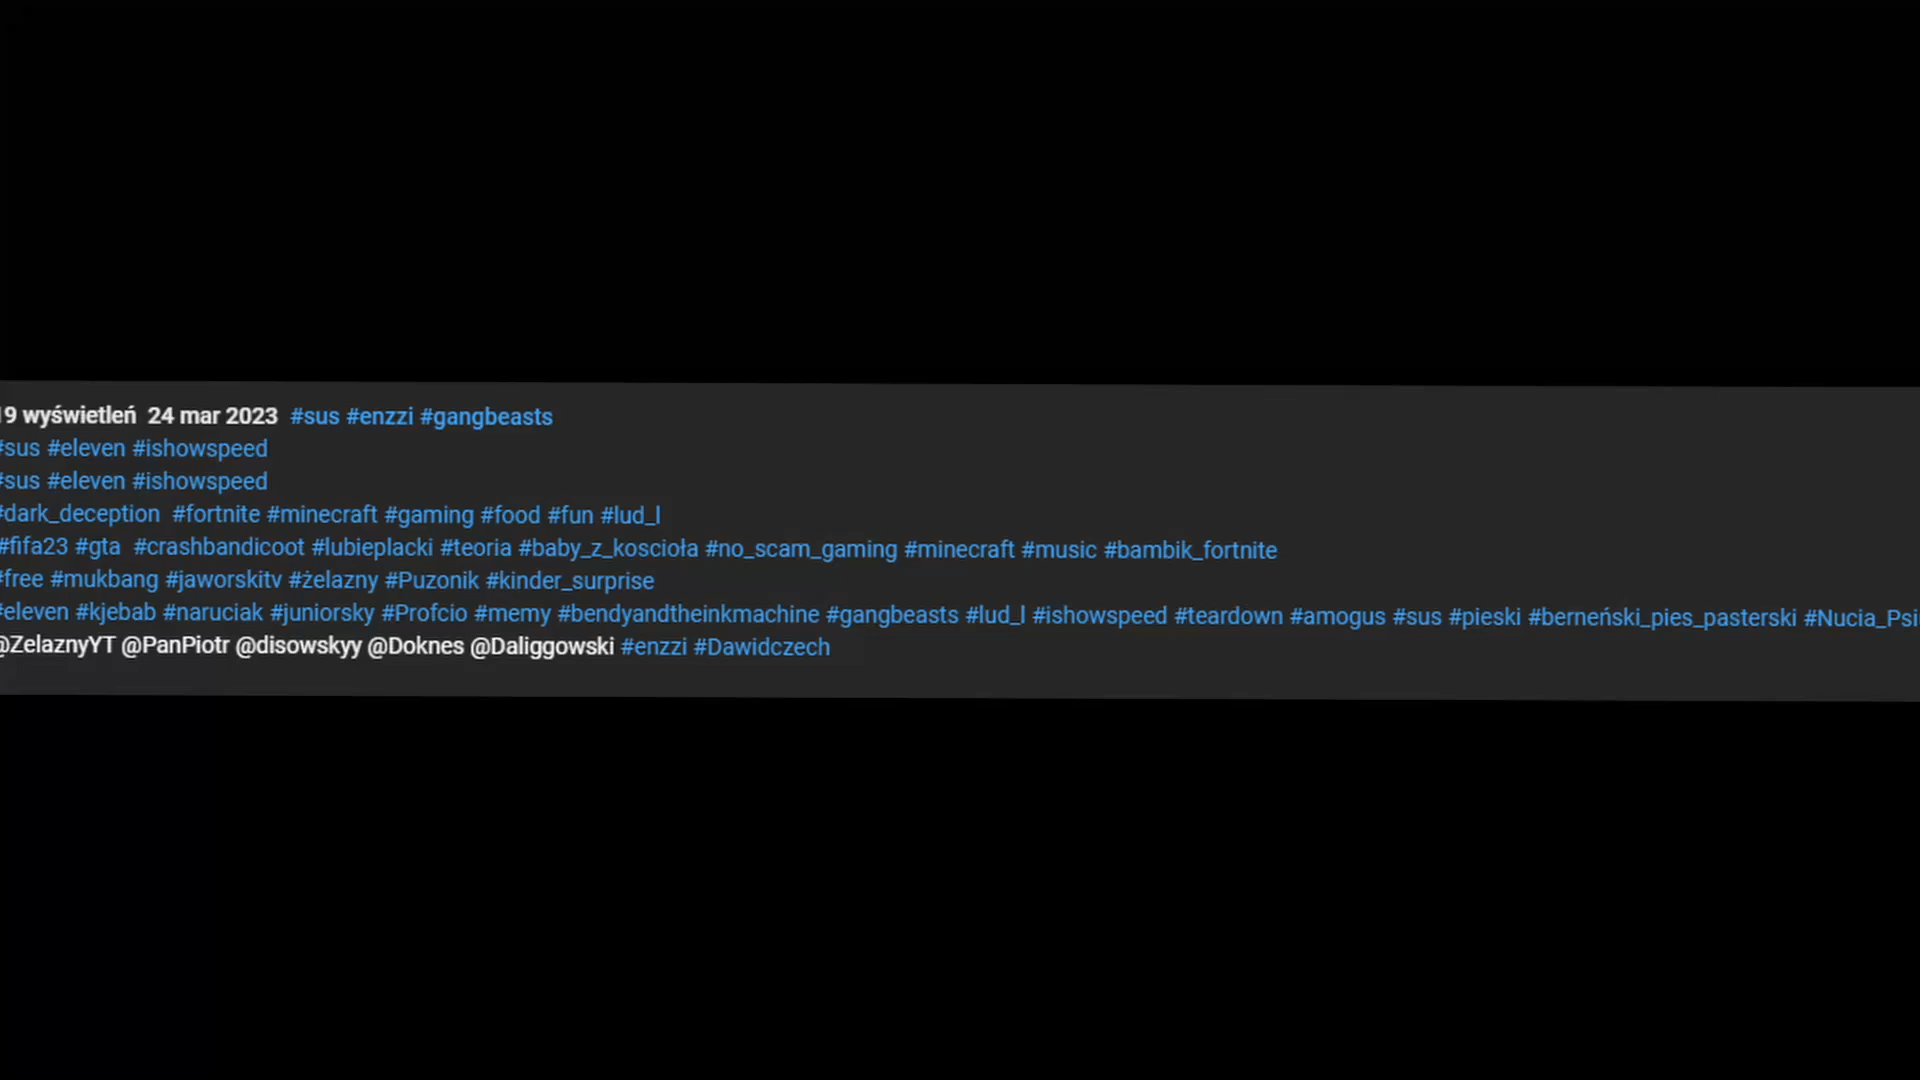 19 wyświetleń 24 mar 2023 #sus #enzzi #gangbeasts
#sus #eleven #ishowspeed
#sus #eleven #ishowspeed
#dark_deception #fortnite #minecraft #gaming #food #fun #lud_l
#fifa23 #gta #crashbandicoot #lubieplacki #teoria #baby_z_koscioła #no_scam_gaming #minecraft #music #bambik_fortnite
#free #mukbang #jaworskitv #żelazny #Puzonik #kinder_surprise
#eleven #kjebab #naruciak #juniorsky #Profcio #memy #bendyandtheinkmachine #gangbeasts #lud_l #ishowspeed #teardown #amogus #sus #pieski #berneński_pies_pasterski
@ZelaznyYT @PanPiotr @disowskyy @Doknes @Daliggowski #enzzi #Dawidczech